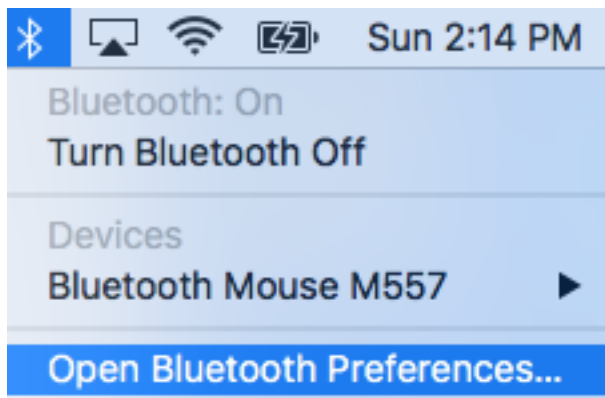 Sun 2:14 PM
Bluetooth: On
Turn Bluetooth Off
Devices
Bluetooth Mouse M557
Open Bluetooth Preferences...